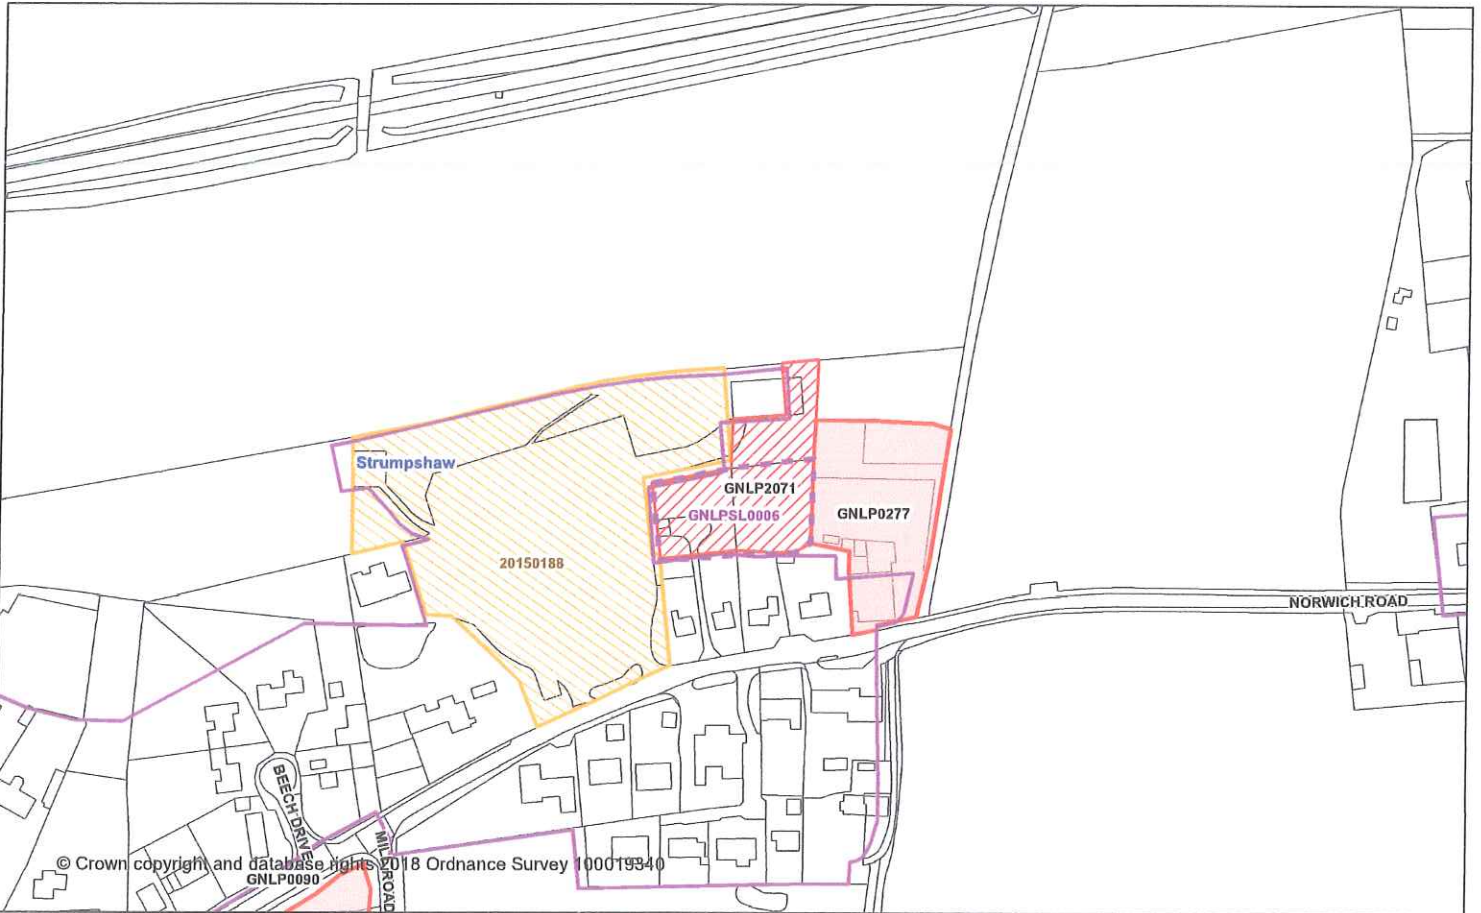 Strumpshaw
GNLP2071
GNLPSL0006
GNLP0277
20150188
NORWICH ROAD
BEECH DRIVE
MILL ROAD
© Crown copyright and database rights 2018 Ordnance Survey 100019340
GNLP0090